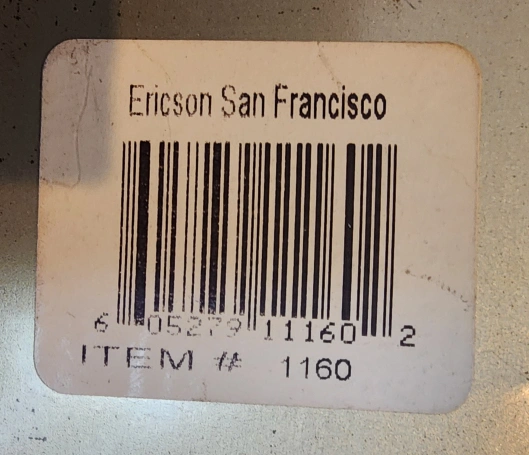 Ericson San Francisco
6 05279 11160 2
ITEM # 1160